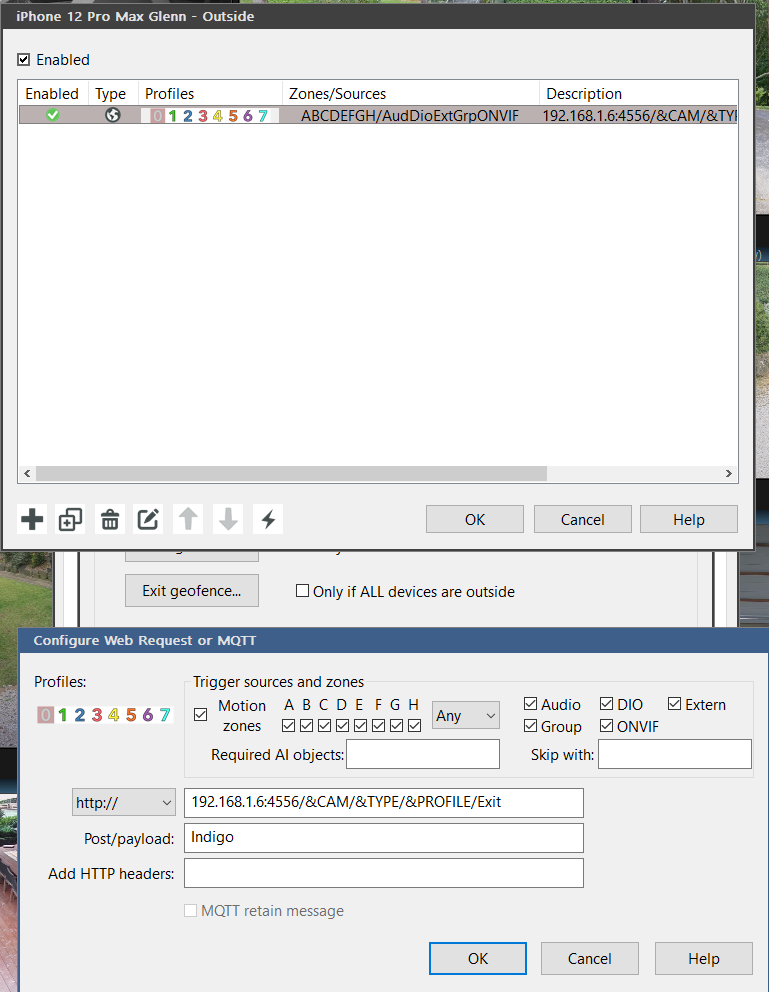 iPhone 12 Pro Max Glenn - Outside
Enabled
Enabled Type Profiles Zones/Sources Description
0 1 2 3 4 5 6 7 ABCDEFGH/AudDioExtGrpONVIF 192.168.1.6:4556/&CAM/&TYP
OK Cancel Help
Exit geofence... Only if ALL devices are outside
Configure Web Request or MQTT
Profiles:
0 1 2 3 4 5 6 7
Trigger sources and zones
Motion zones
A B C D E F G H
Any
Audio DIO Extern
Group ONVIF
Required AI objects: Skip with:
http:// 192.168.1.6:4556/&CAM/&TYPE/&PROFILE/Exit
Post/payload: Indigo
Add HTTP headers:
MQTT retain message
OK Cancel Help